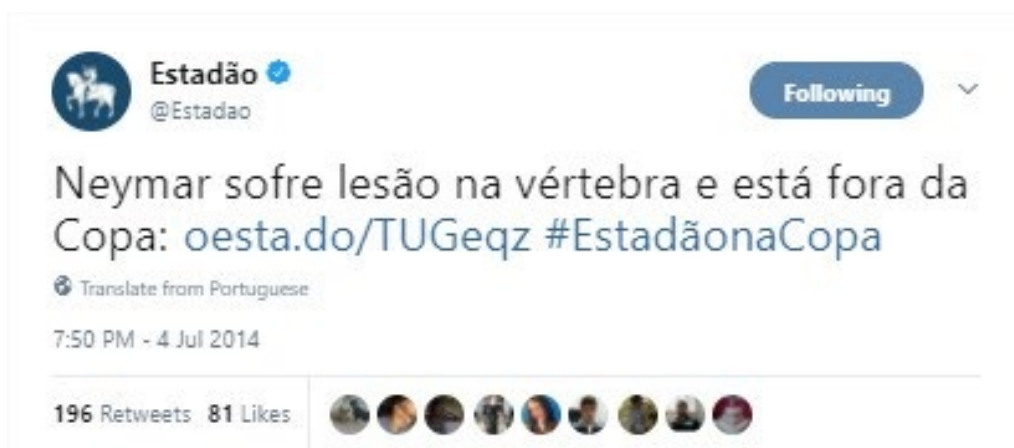 Estadão
@Estadao
Following
Neymar sofre lesão na vértebra e está fora da
Copa: oesta.do/TUGeqz #EstadãonaCopa
Translate from Portuguese
7:50 PM - 4 Jul 2014
196 Retweets 81 Likes